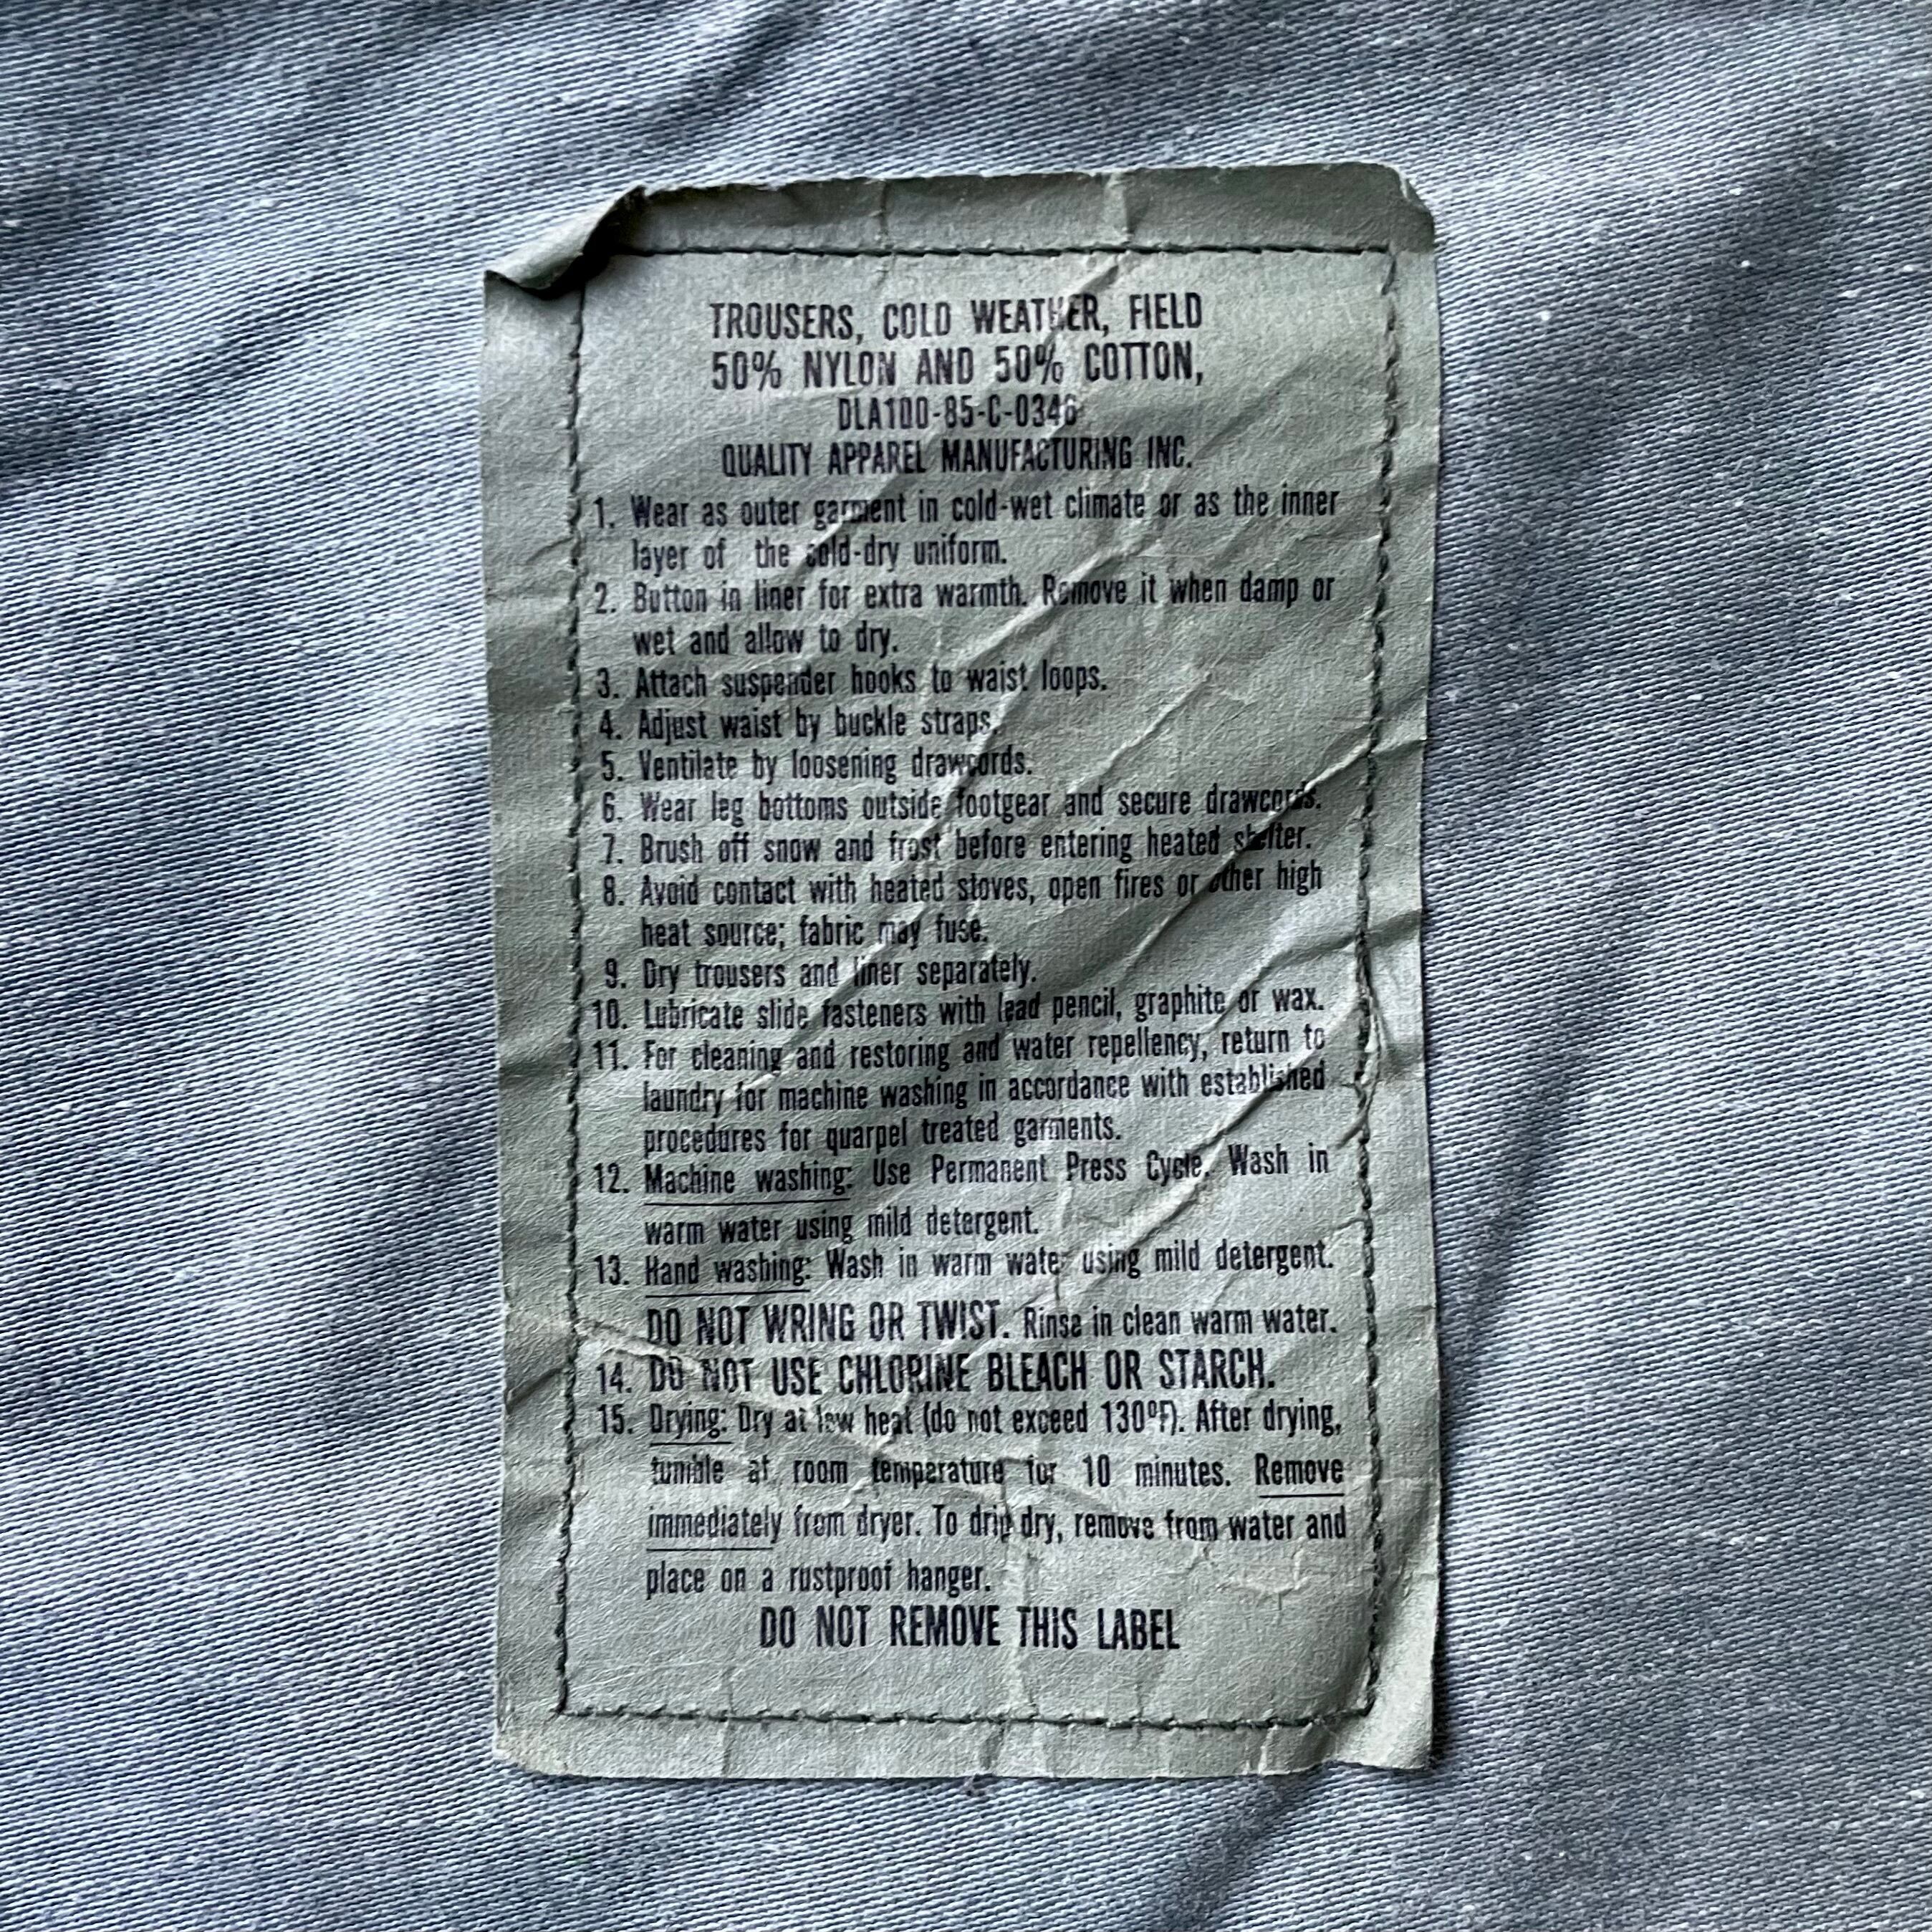 TROUSERS, COLD WEATHER, FIELD
50% NYLON AND 50% COTTON,
DLA100-85-C-0346
QUALITY APPAREL MANUFACTURING INC.
1. Wear as outer garment in cold-wet climate or as the inner
layer of the cold-dry uniform.
2. Button in liner for extra warmth. Remove it when damp or
wet and allow to dry.
3. Attach suspender hooks to waist loops.
4. Adjust waist by buckle straps.
5. Ventilate by loosening drawcords.
6. Wear leg bottoms outside footgear and secure drawcords.
7. Brush off snow and frost before entering heated shelter.
8. Avoid contact with heated stoves, open fires or other high
heat source; fabric may fuse.
9. Dry trousers and liner separately.
10. Lubricate slide fasteners with lead pencil, graphite or wax.
11. For cleaning and restoring and water repellency, return to
laundry for machine washing in accordance with established
procedures for quarpel treated garments.
12. Machine washing: Use Permanent Press Cycle. Wash in
warm water using mild detergent.
13. Hand washing: Wash in warm water using mild detergent.
DO NOT WRING OR TWIST. Rinse in clean warm water.
14. DO NOT USE CHLORINE BLEACH OR STARCH.
15. Drying: Dry at low heat (do not exceed 130ºF). After drying,
tumble at room temperature for 10 minutes. Remove
immediately from dryer. To drip dry, remove from water and
place on a rustproof hanger.
DO NOT REMOVE THIS LABEL